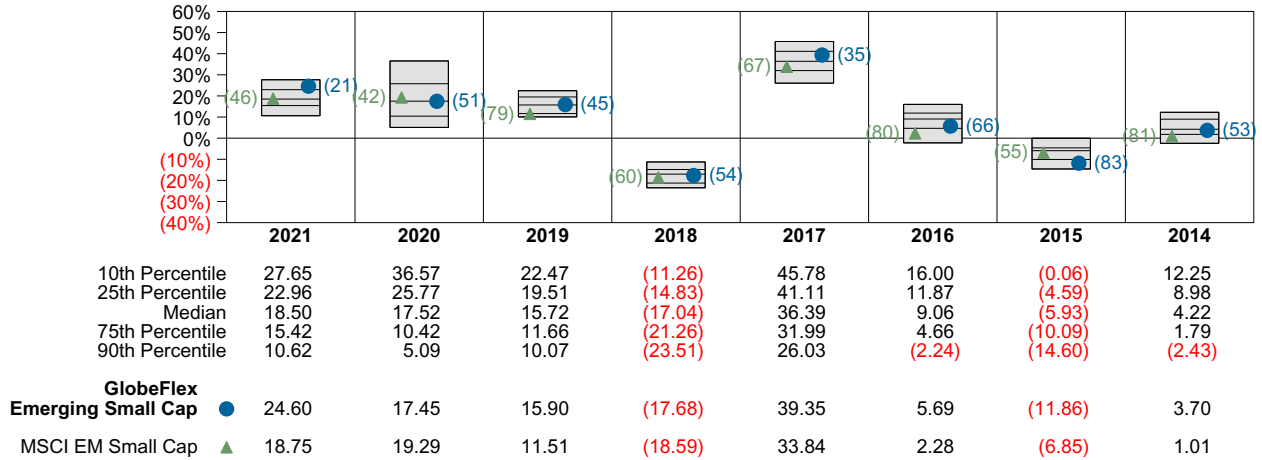 60%
50%
40%
30%
20%
10%
0%
(10%)
(20%)
(30%)
(40%)
(46) (21) (42) (51) (79) (45) (60) (54) (67) (35) (80) (66) (55) (83) (81) (53)
2021 2020 2019 2018 2017 2016 2015 2014
10th Percentile 27.65 36.57 22.47 (11.26) 45.78 16.00 (0.06) 12.25
25th Percentile 22.96 25.77 19.51 (14.83) 41.11 11.87 (4.59) 8.98
Median 18.50 17.52 15.72 (17.04) 36.39 9.06 (5.93) 4.22
75th Percentile 15.42 10.42 11.66 (21.26) 31.99 4.66 (10.09) 1.79
90th Percentile 10.62 5.09 10.07 (23.51) 26.03 (2.24) (14.60) (2.43)
GlobeFlex
Emerging Small Cap 24.60 17.45 15.90 (17.68) 39.35 5.69 (11.86) 3.70
MSCI EM Small Cap 18.75 19.29 11.51 (18.59) 33.84 2.28 (6.85) 1.01